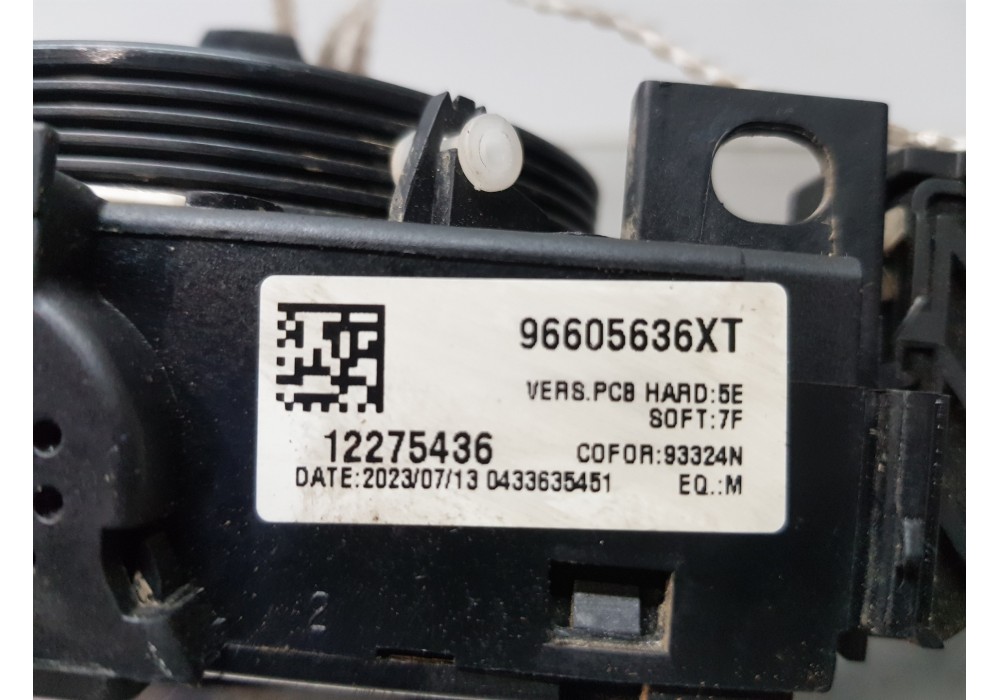 96605636XT
VERS.PCB HARD:5E
SOFT:7F
12275436
COFOR:93324N
DATE:2023/07/13 0433635451
EQ.:M
2